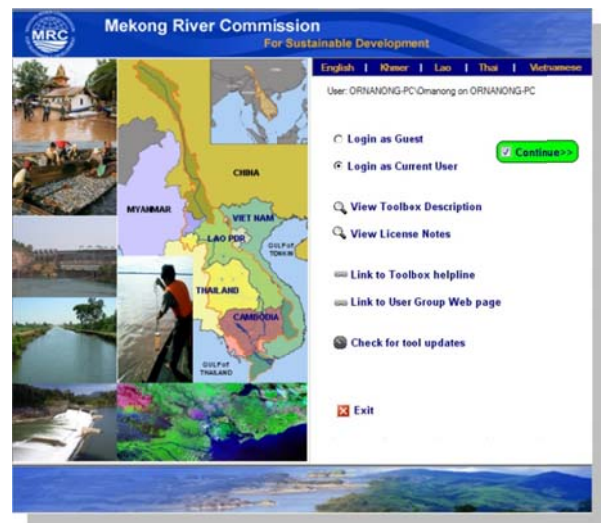 MRC
Mekong River Commission
For Sustainable Development
English | Khmer | Lao | Thai | Vietnamese
User: ORNANONG-PC\Ornanong on ORNANONG-PC
Login as Guest
Continue>>
Login as Current User
View Toolbox Description
View License Notes
Link to Toolbox helpline
Link to User Group Web page
Check for tool updates
Exit
CHINA
MYANMAR
VIET NAM
LAO PDR
GULF of
TONKIN
THAILAND
CAMBODIA
GULF of
THAILAND